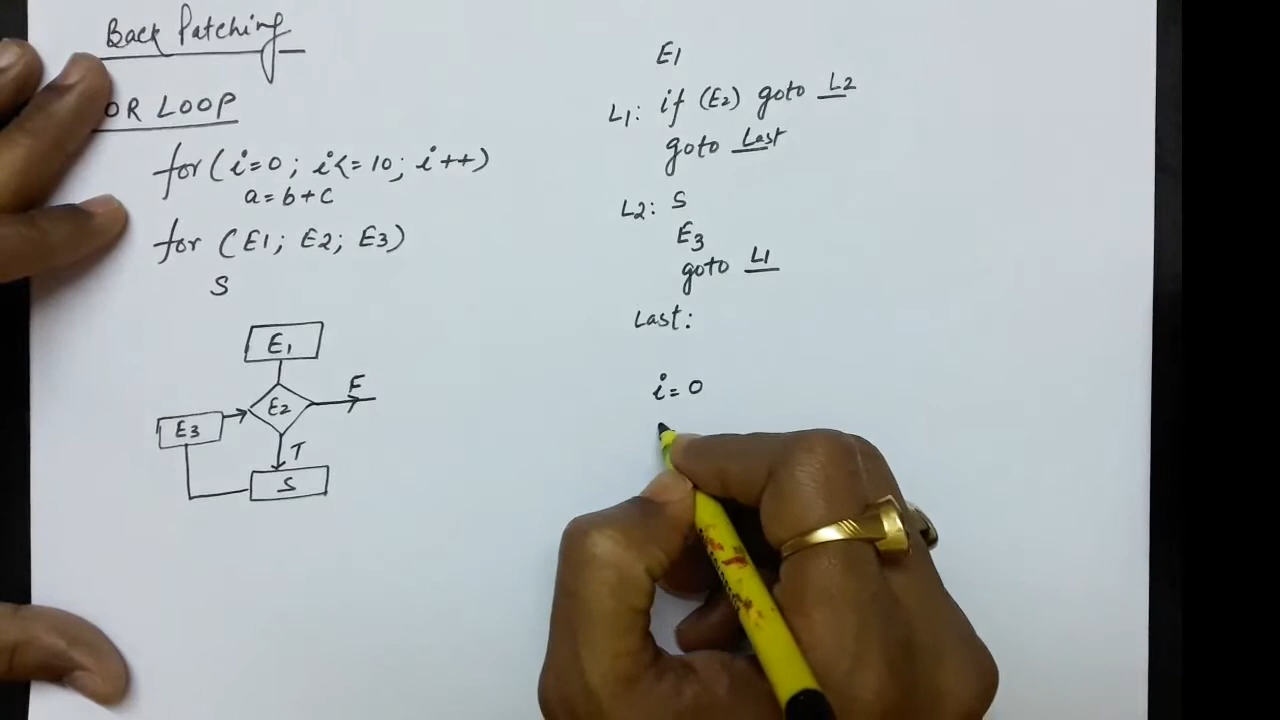 Back Patching
OR LOOP
for (i=0; i<=10; i++)
a=b+c
for (E1; E2; E3)
S
E1
E2
F
E3
T
S
E1
L1: if (E2) goto L2
goto Last
L2: S
E3
goto L1
Last:
i=0